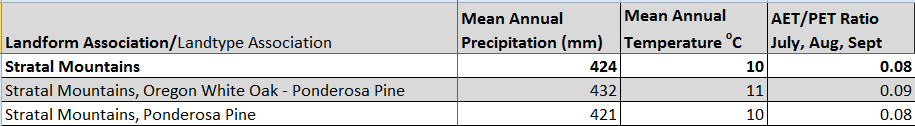 Landform Association/Landtype Association Mean Annual Precipitation (mm) Mean Annual Temperature °C AET/PET Ratio July, Aug, Sept
Stratal Mountains 424 10 0.08
Stratal Mountains, Oregon White Oak - Ponderosa Pine 432 11 0.09
Stratal Mountains, Ponderosa Pine 421 10 0.08